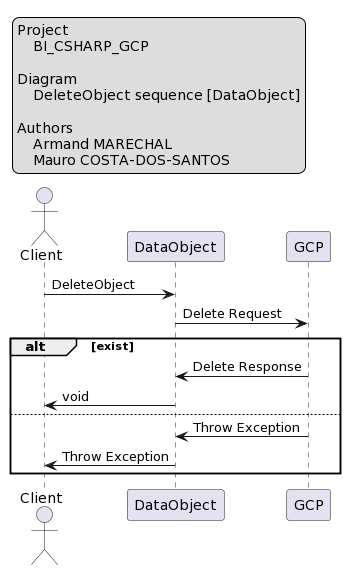 Project
BI_CSHARP_GCP
Diagram
DeleteObject sequence [DataObject]
Authors
Armand MARECHAL
Mauro COSTA-DOS-SANTOS
Client
DataObject
GCP
DeleteObject
Delete Request
alt
[exist]
Delete Response
void
Throw Exception
Throw Exception
Client
DataObject
GCP